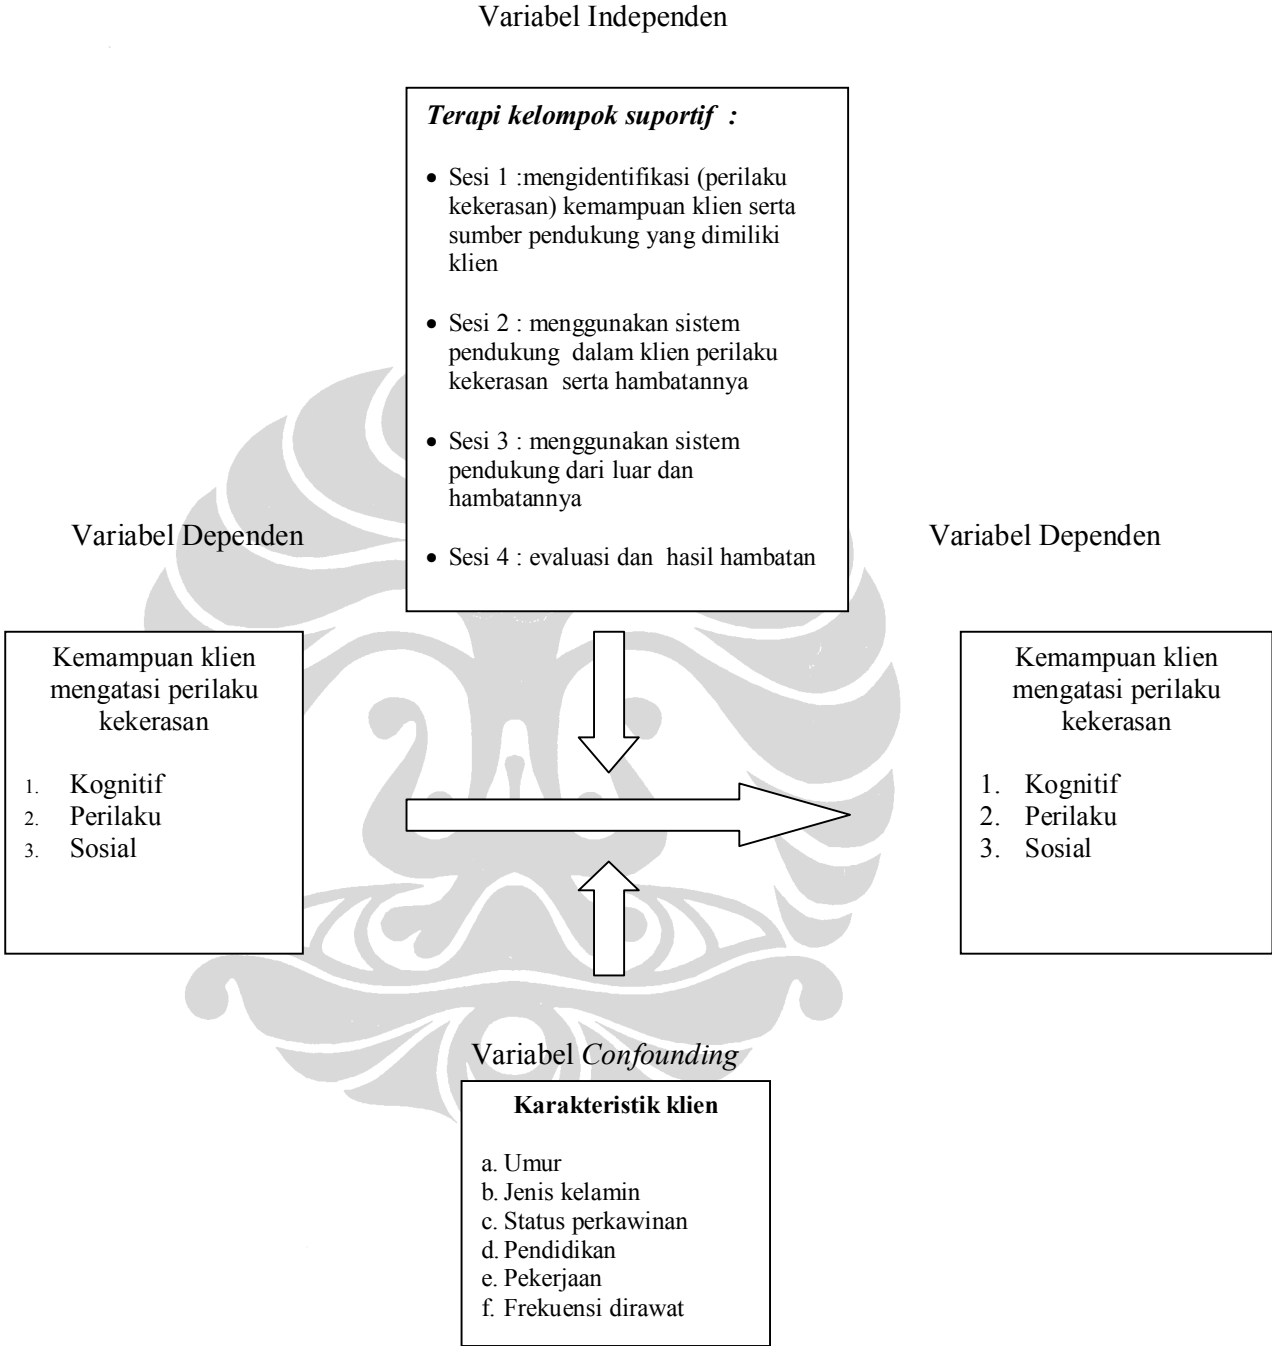 Variabel Independen
Terapi kelompok suportif :
• Sesi 1 :mengidentifikasi (perilaku
kekerasan) kemampuan klien serta
sumber pendukung yang dimiliki
klien
• Sesi 2 : menggunakan sistem
pendukung dalam klien perilaku
kekerasan serta hambatannya
• Sesi 3 : menggunakan sistem
pendukung dari luar dan
hambatannya
• Sesi 4 : evaluasi dan hasil hambatan
Variabel Dependen
Kemampuan klien
mengatasi perilaku
kekerasan
1. Kognitif
2. Perilaku
3. Sosial
Variabel Dependen
Kemampuan klien
mengatasi perilaku
kekerasan
1. Kognitif
2. Perilaku
3. Sosial
Variabel Confounding
Karakteristik klien
a. Umur
b. Jenis kelamin
c. Status perkawinan
d. Pendidikan
e. Pekerjaan
f. Frekuensi dirawat